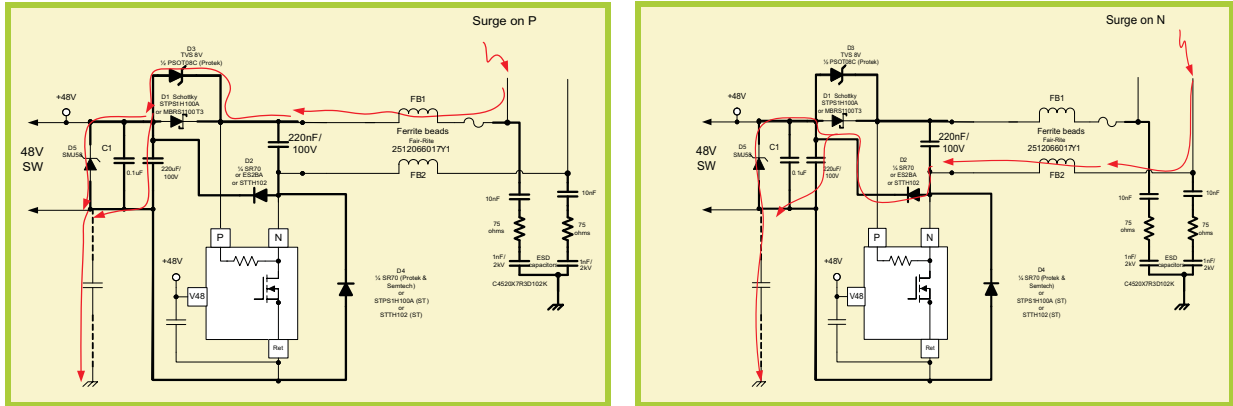 Surge on P
D3
TVS 8V
½ PSOT08C (Protek)
+48V
D1 Schottky
STPS1H100A
or MBRS1100T3
FB1
220nF/
100V
Ferrite beads
Fair-Rite
2512066017Y1
48V
SW
D5
SMJ58
C1
0.1uF
220uF/
100V
D2
½ SR70
or ES2BA
or STTH102
FB2
10nF
10nF
75
ohms
75
ohms
P
N
+48V
1nF/
2kV
ESD
capacitors
1nF/
2kV
C4520X7R3D102K
D4
½ SR70 (Protek &
Semtech)
or
STPS1H100A (ST)
or
STTH102 (ST)
V48
Ret
Surge on N
D3
TVS 8V
½ PSOT08C (Protek)
+48V
D1 Schottky
STPS1H100A
or MBRS1100T3
FB1
220nF/
100V
Ferrite beads
Fair-Rite
2512066017Y1
48V
SW
D5
SMJ58
C1
0.1uF
220uF/
100V
D2
½ SR70
or ES2BA
or STTH102
FB2
10nF
10nF
75
ohms
75
ohms
P
N
+48V
1nF/
2kV
ESD
capacitors
1nF/
2kV
C4520X7R3D102K
D4
½ SR70 (Protek &
Semtech)
or
STPS1H100A (ST)
or
STTH102 (ST)
V48
Ret